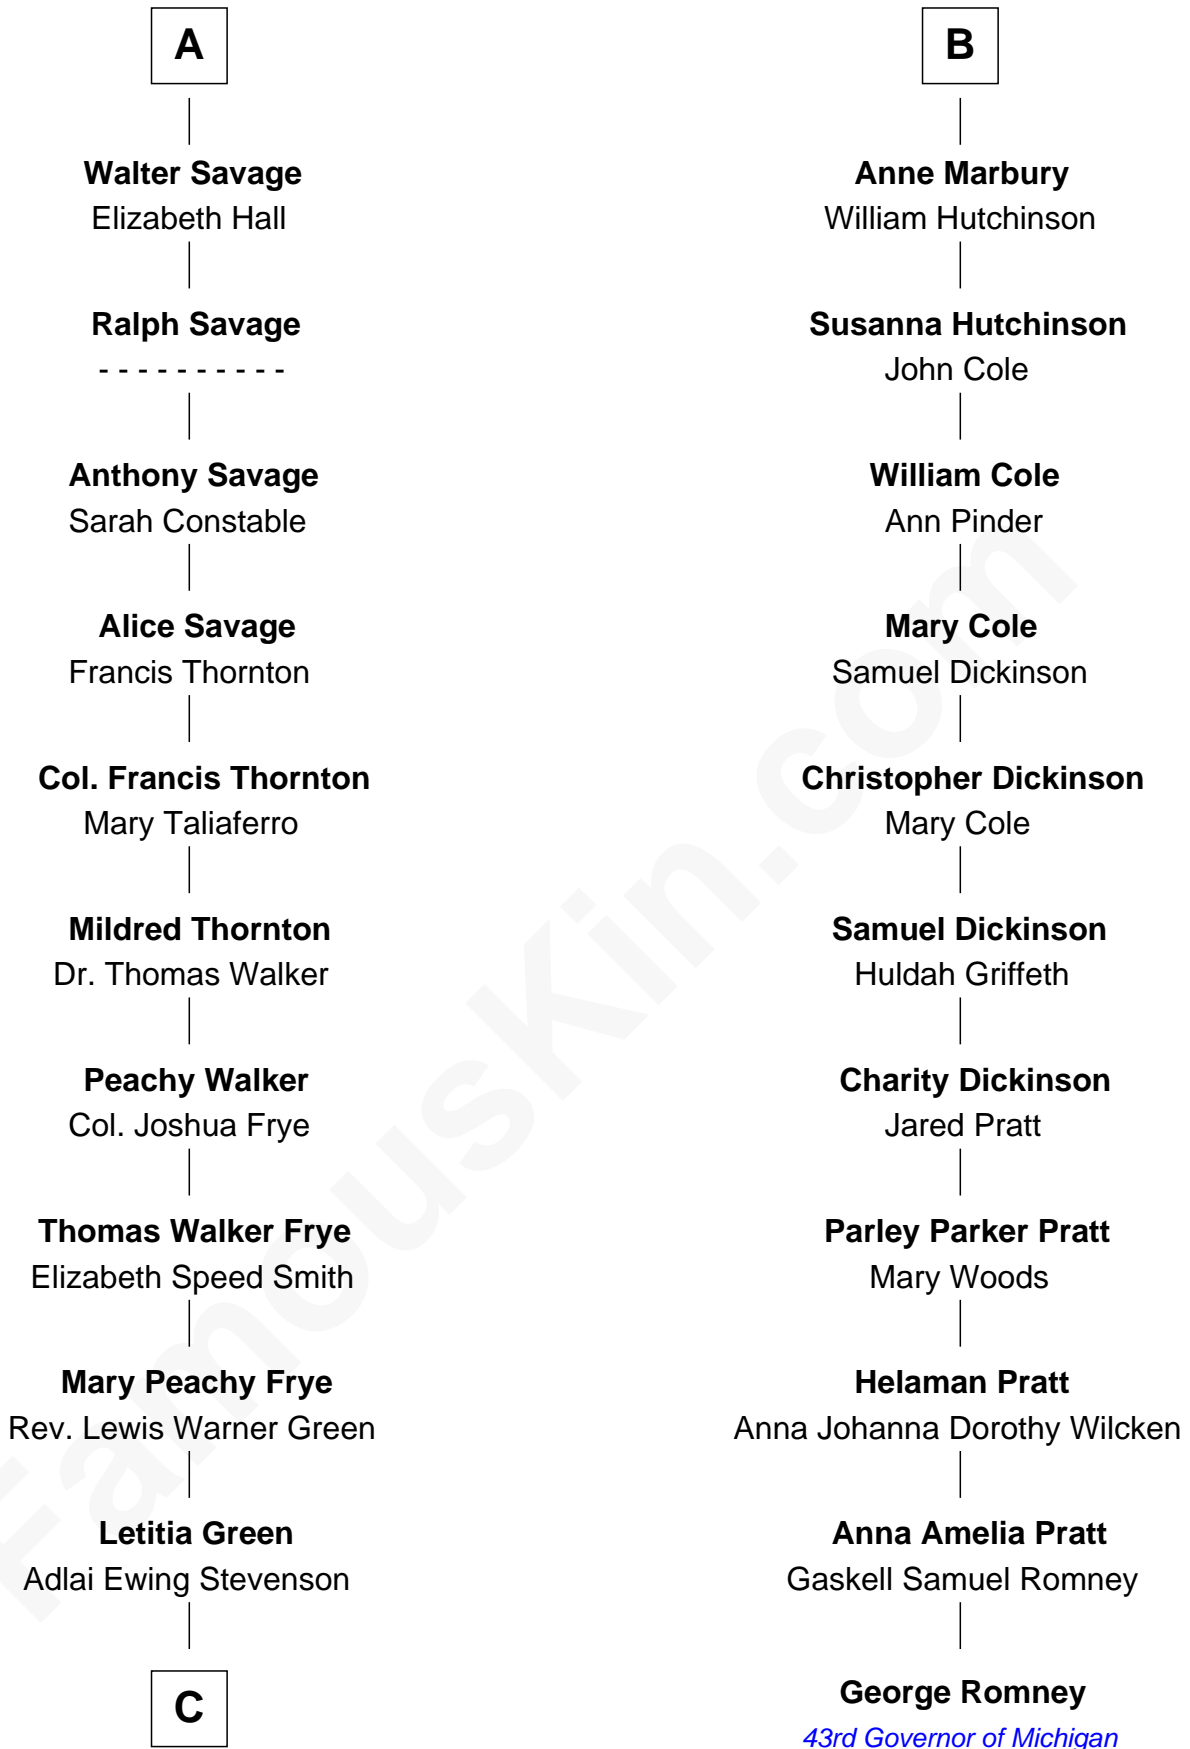 A
Walter Savage
Elizabeth Hall
Ralph Savage
- - - - - - - - - -
Anthony Savage
Sarah Constable
Alice Savage
Francis Thornton
Col. Francis Thornton
Mary Taliaferro
Mildred Thornton
Dr. Thomas Walker
Peachy Walker
Col. Joshua Frye
Thomas Walker Frye
Elizabeth Speed Smith
Mary Peachy Frye
Rev. Lewis Warner Green
Letitia Green
Adlai Ewing Stevenson
C
B
Anne Marbury
William Hutchinson
Susanna Hutchinson
John Cole
William Cole
Ann Pinder
Mary Cole
Samuel Dickinson
Christopher Dickinson
Mary Cole
Samuel Dickinson
Huldah Griffeth
Charity Dickinson
Jared Pratt
Parley Parker Pratt
Mary Woods
Helaman Pratt
Anna Johanna Dorothy Wilcken
Anna Amelia Pratt
Gaskell Samuel Romney
George Romney
43rd Governor of Michigan
FamousKin.com